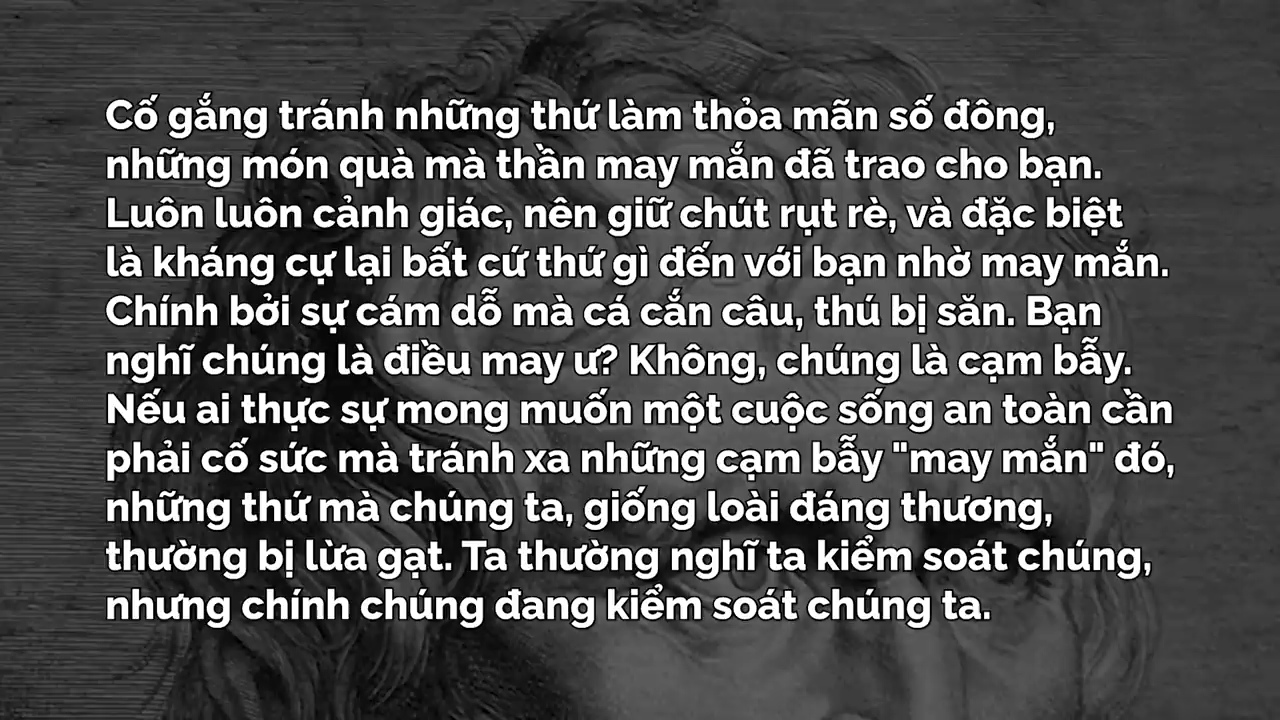 Cố gắng tránh những thứ làm thỏa mãn số đông,
những món quà mà thần may mắn đã trao cho bạn.
Luôn luôn cảnh giác, nên giữ chút rụt rè, và đặc biệt
là kháng cự lại bất cứ thứ gì đến với bạn nhờ may mắn.
Chính bởi sự cám dỗ mà cá cắn câu, thú bị săn. Bạn
nghĩ chúng là điều may ư? Không, chúng là cạm bẫy.
Nếu ai thực sự mong muốn một cuộc sống an toàn cần
phải cố sức mà tránh xa những cạm bẫy "may mắn" đó,
những thứ mà chúng ta, giống loài đáng thương,
thường bị lừa gạt. Ta thường nghĩ ta kiểm soát chúng,
nhưng chính chúng đang kiểm soát chúng ta.